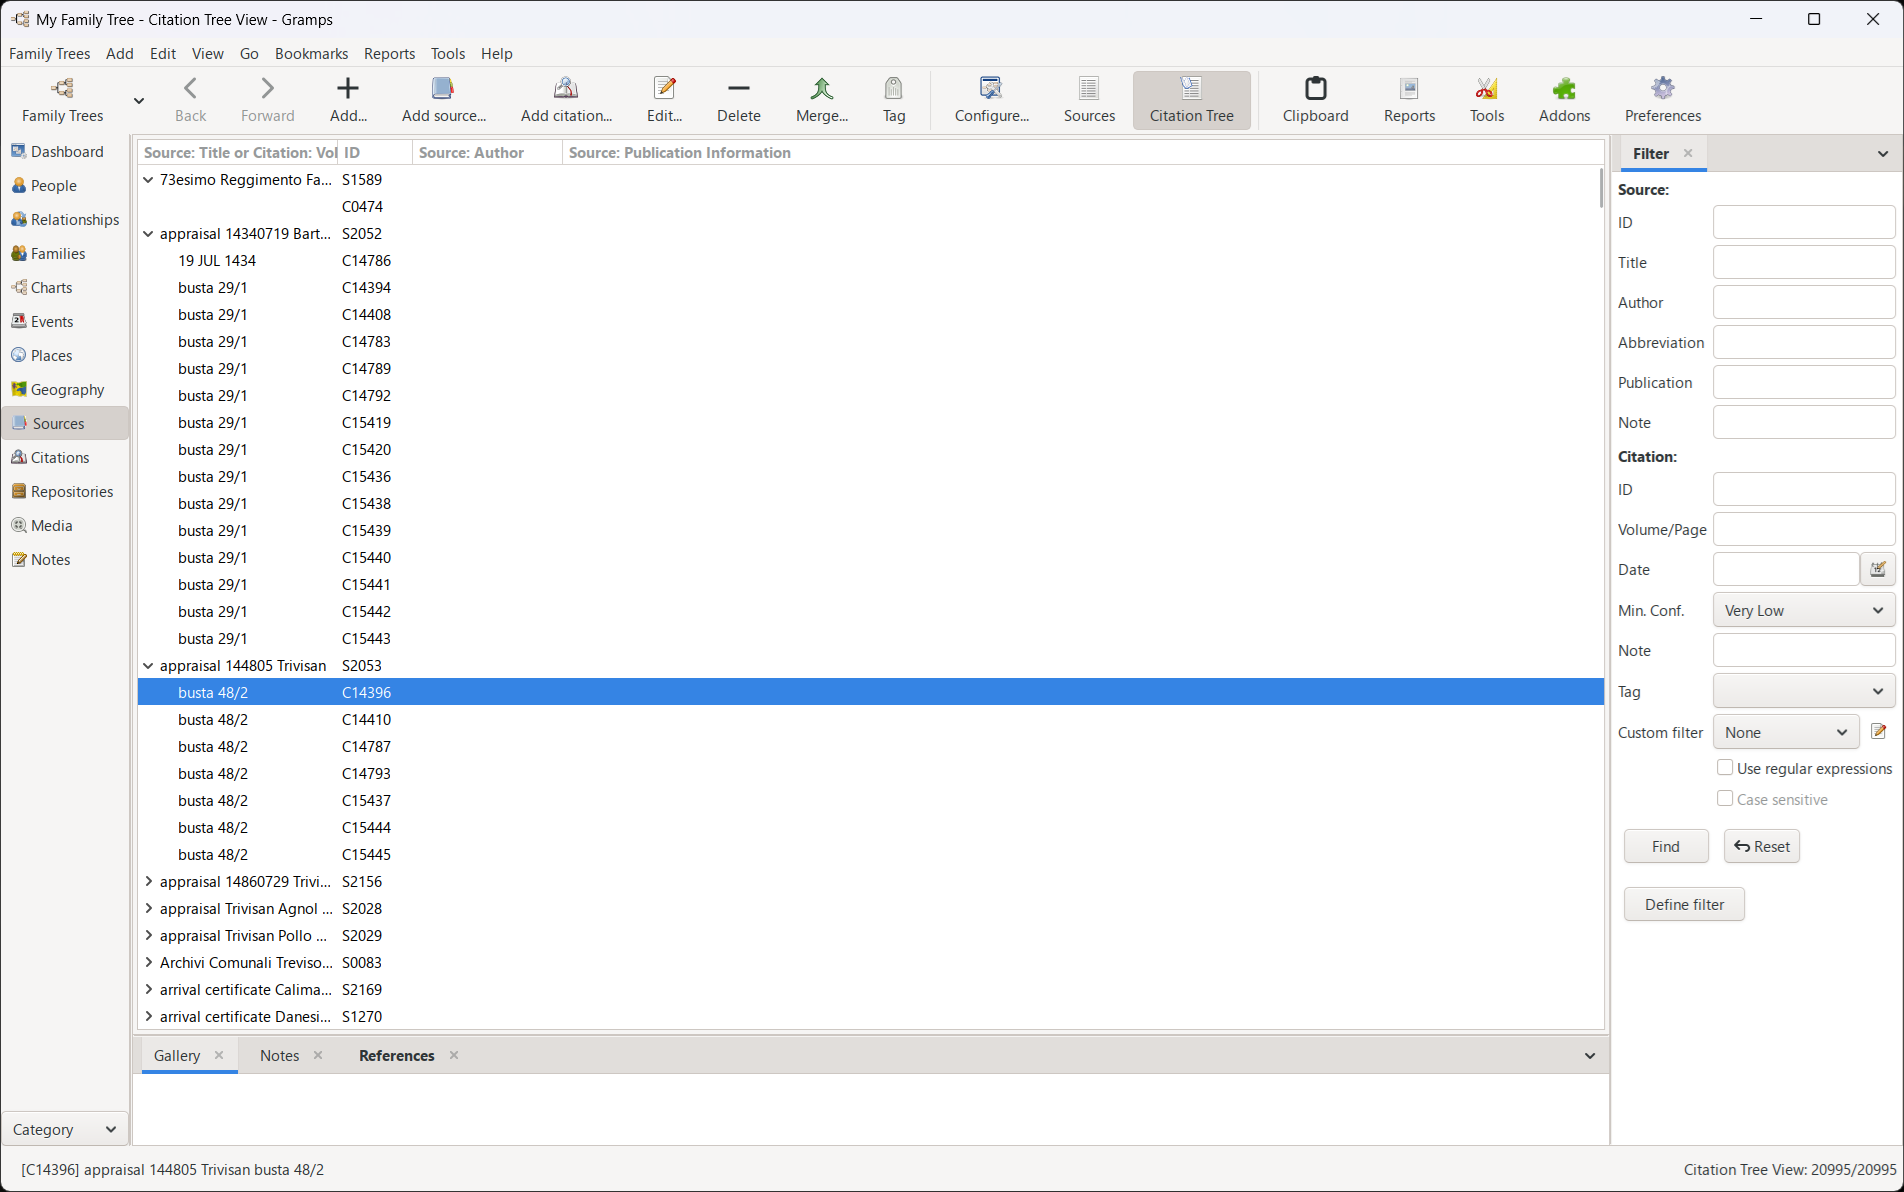 My Family Tree - Citation Tree View - Gramps
Family Trees Add Edit View Go Bookmarks Reports Tools Help
Family Trees Back Forward Add... Add source... Add citation... Edit... Delete Merge... Tag Configure... Sources Citation Tree Clipboard Reports Tools Addons Preferences
Dashboard
People
Relationships
Families
Charts
Events
Places
Geography
Sources
Citations
Repositories
Media
Notes
Category
Source: Title or Citation: Vol ID Source: Author Source: Publication Information
73esimo Reggimento Fa... S1589
C0474
appraisal 14340719 Bart... S2052
19 JUL 1434 C14786
busta 29/1 C14394
busta 29/1 C14408
busta 29/1 C14783
busta 29/1 C14789
busta 29/1 C14792
busta 29/1 C15419
busta 29/1 C15420
busta 29/1 C15436
busta 29/1 C15438
busta 29/1 C15439
busta 29/1 C15440
busta 29/1 C15441
busta 29/1 C15442
busta 29/1 C15443
appraisal 144805 Trivisan S2053
busta 48/2 C14396
busta 48/2 C14410
busta 48/2 C14787
busta 48/2 C14793
busta 48/2 C15437
busta 48/2 C15444
busta 48/2 C15445
appraisal 14860729 Trivi... S2156
appraisal Trivisan Agnol ... S2028
appraisal Trivisan Pollo ... S2029
Archivi Comunali Treviso... S0083
arrival certificate Calima... S2169
arrival certificate Danesi... S1270
Gallery Notes References
Filter
Source:
ID
Title
Author
Abbreviation
Publication
Note
Citation:
ID
Volume/Page
Date
Min. Conf. Very Low
Note
Tag
Custom filter None
Use regular expressions
Case sensitive
Find Reset
Define filter
[C14396] appraisal 144805 Trivisan busta 48/2
Citation Tree View: 20995/20995